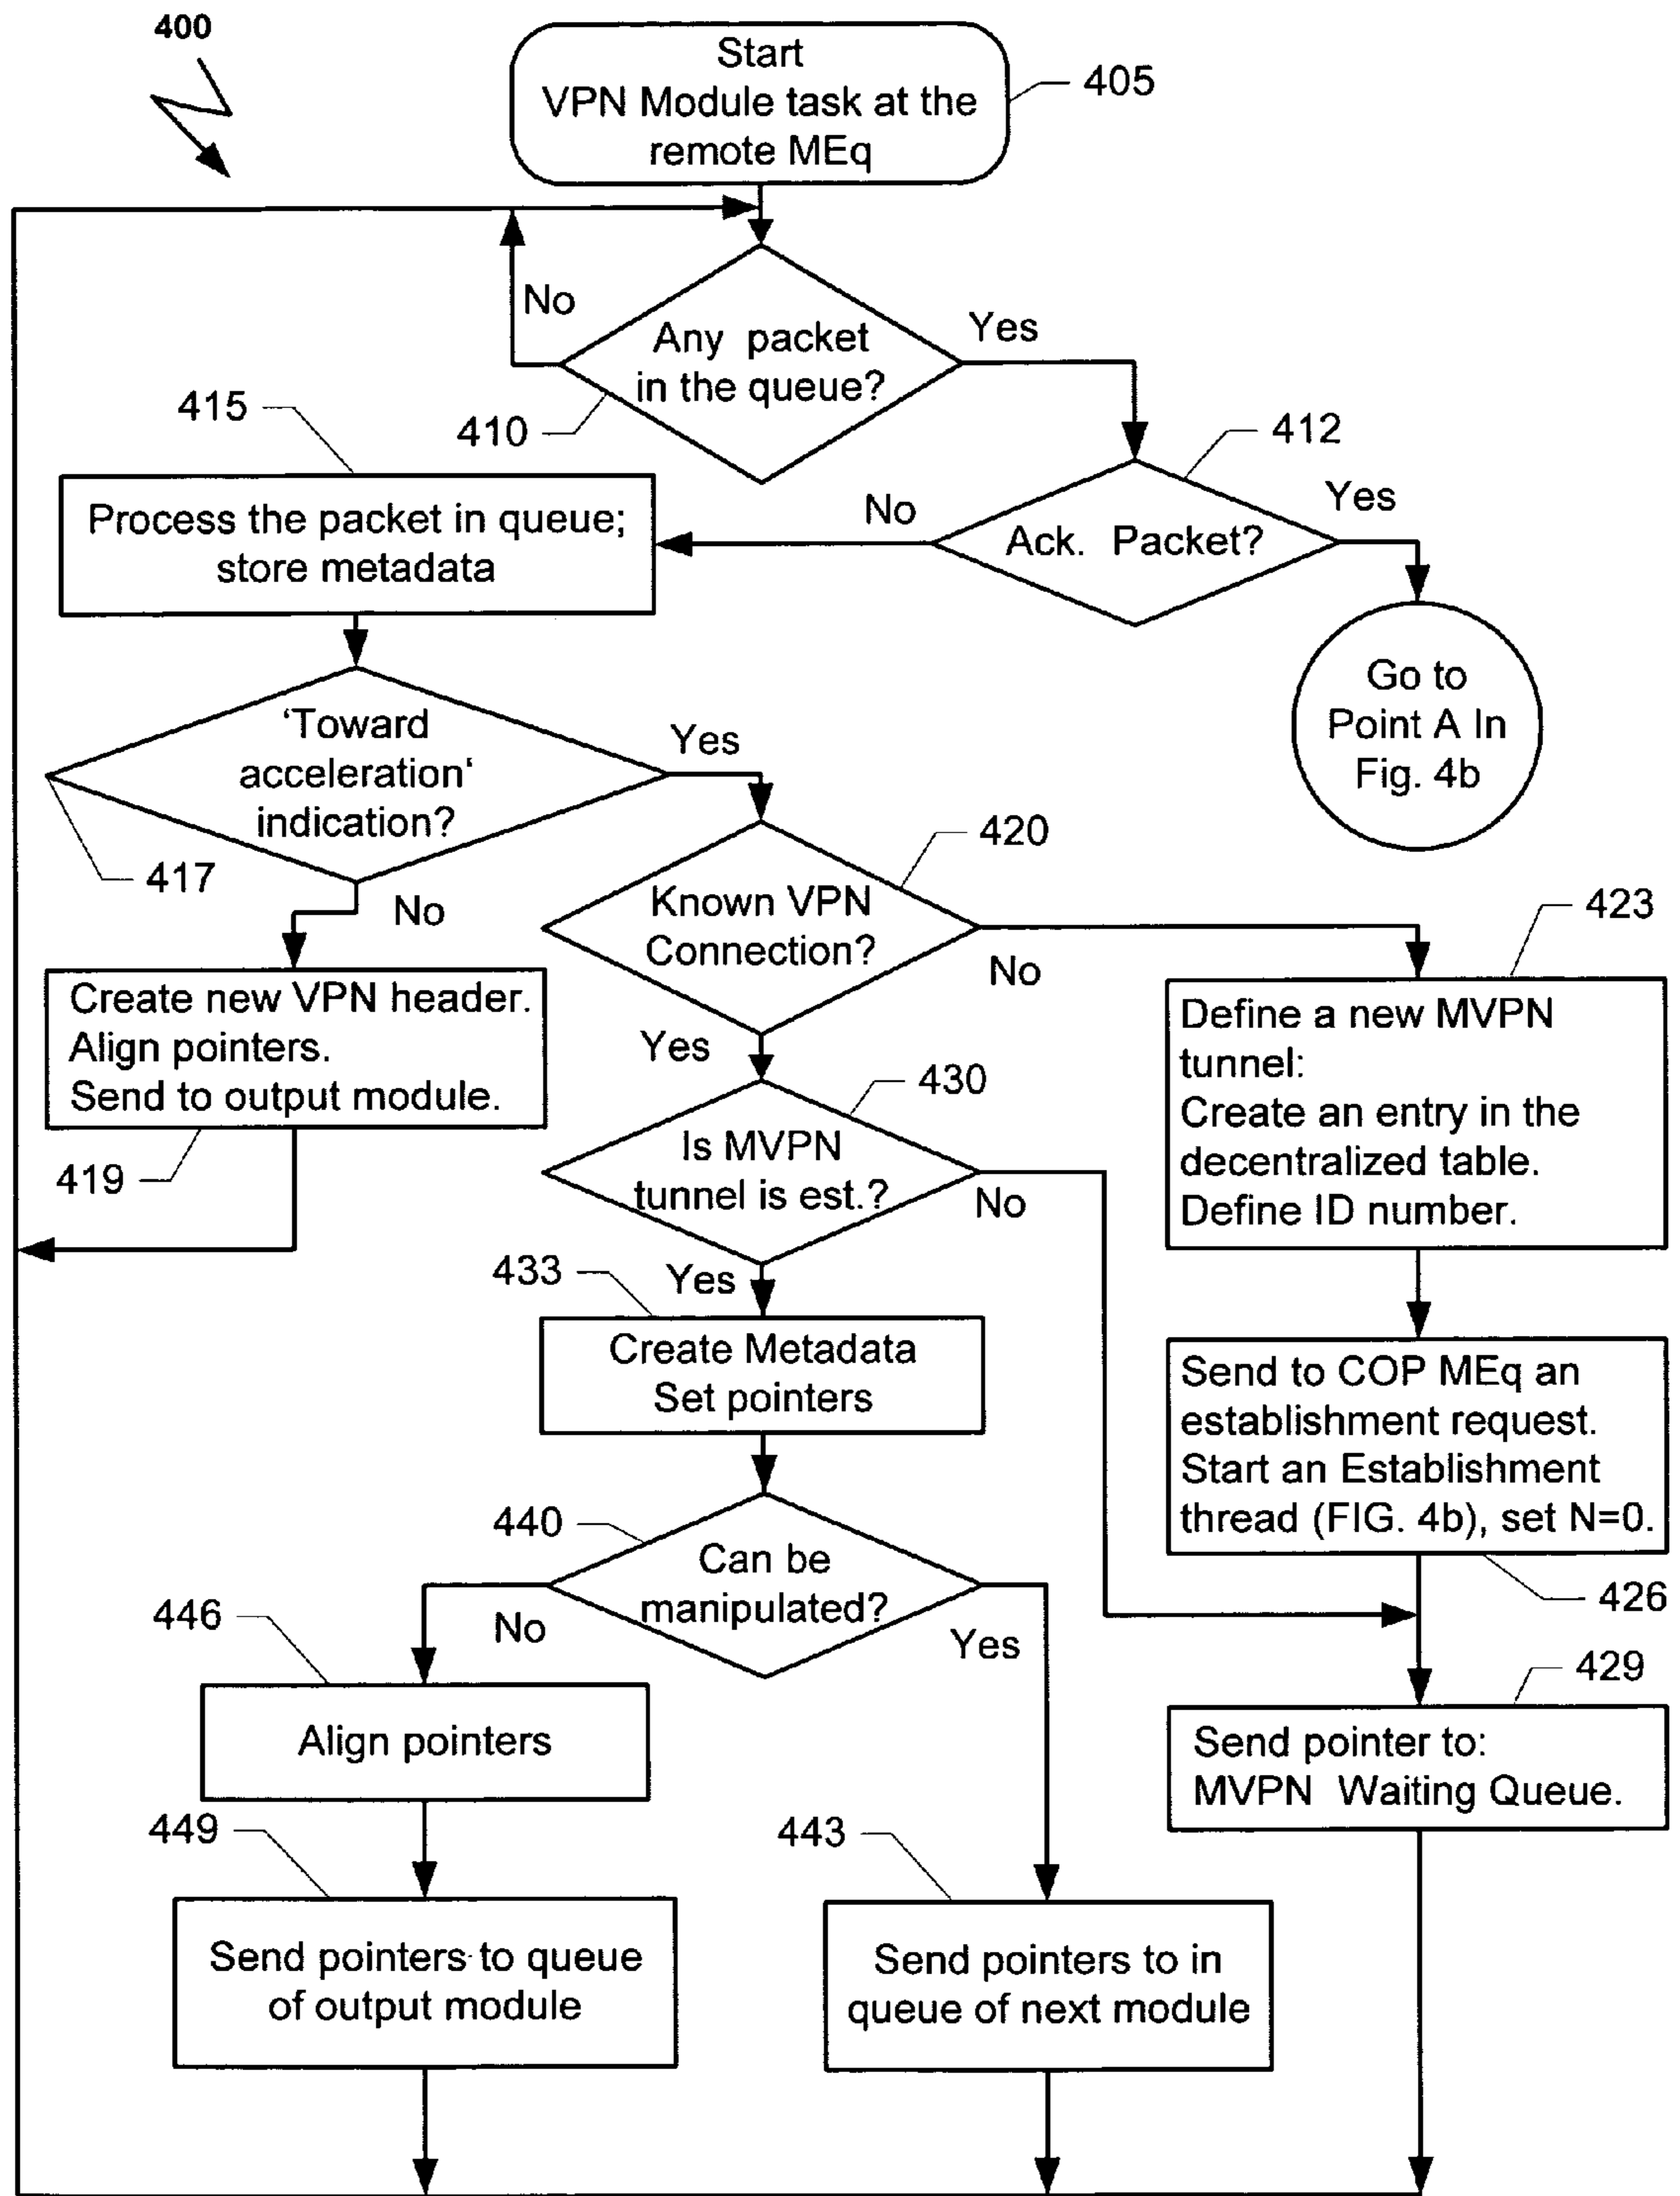 400
Start
VPN Module task at the
remote MEq
405
No
Any packet
in the queue?
Yes
410
415
412
Process the packet in queue;
store metadata
No
Ack. Packet?
Yes
Go to
Point A In
Fig. 4b
'Toward
acceleration'
indication?
Yes
417
No
420
Known VPN
Connection?
No
Yes
423
Create new VPN header.
Align pointers.
Send to output module.
419
Define a new MVPN
tunnel:
Create an entry in the
decentralized table.
Define ID number.
430
Is MVPN
tunnel is est.?
No
Yes
433
Create Metadata
Set pointers
Send to COP MEq an
establishment request.
Start an Establishment
thread (FIG. 4b), set N=0.
426
440
Can be
manipulated?
No
Yes
446
Align pointers
429
Send pointer to:
MVPN Waiting Queue.
449
Send pointers to queue
of output module
443
Send pointers to in
queue of next module